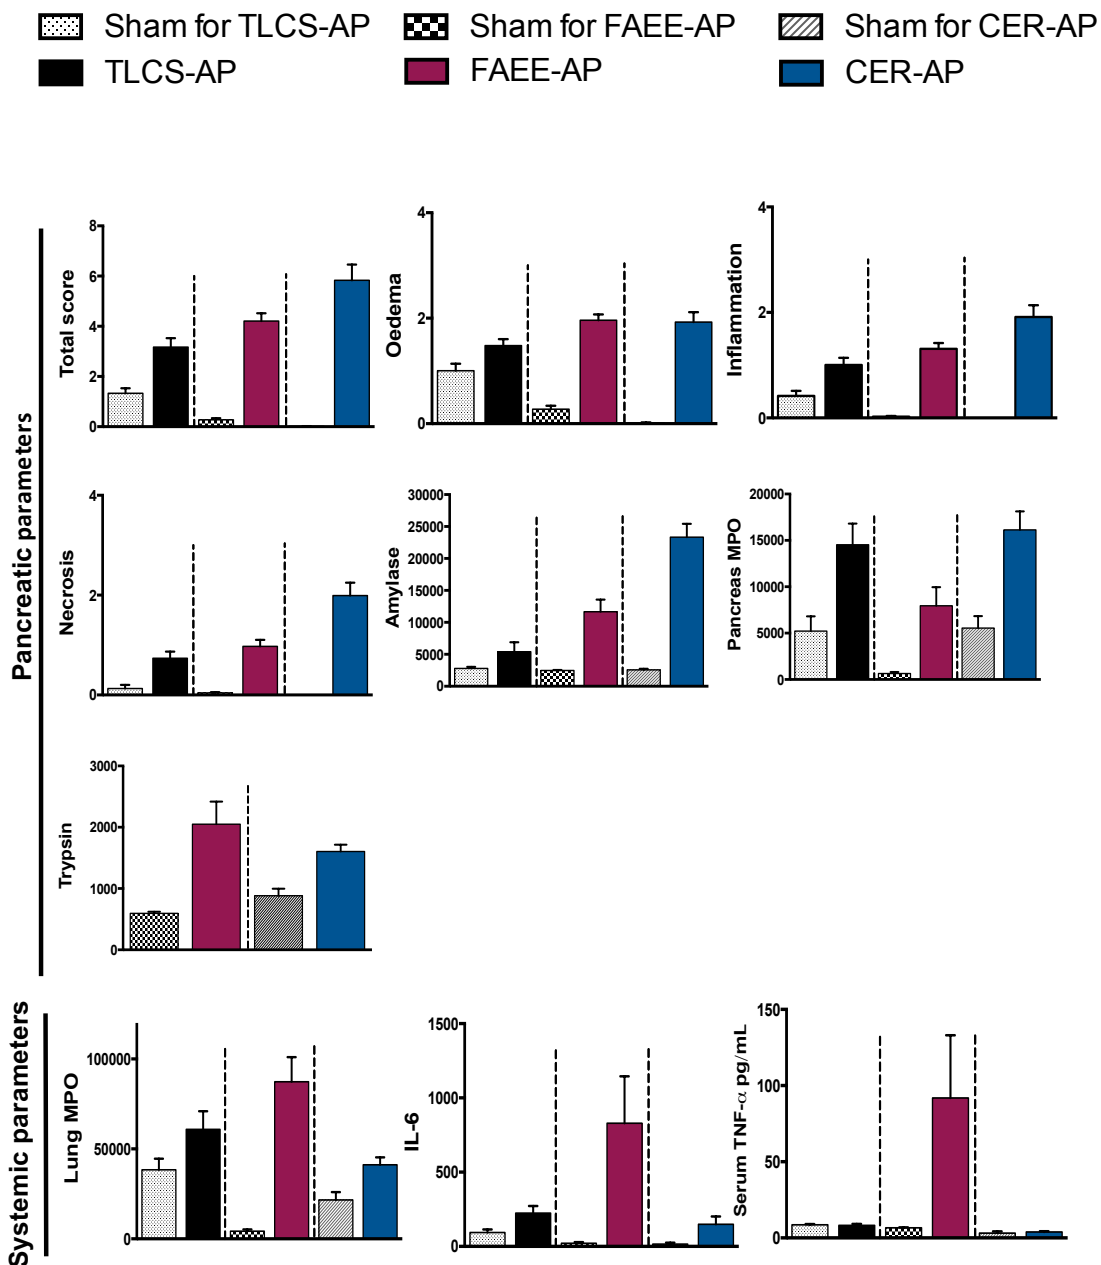 Sham for TLCS-AP
Sham for FAEE-AP
Sham for CER-AP
TLCS-AP
FAEE-AP
CER-AP
Pancreatic parameters
Total score
8
6
4
2
0
Oedema
4
2
0
Inflammation
4
2
0
Necrosis
4
2
0
Amylase
30000
25000
20000
15000
10000
5000
0
Pancreas MPO
20000
15000
10000
5000
0
Trypsin
3000
2000
1000
0
Systemic parameters
Lung MPO
100000
50000
0
IL-6
1500
1000
500
0
Serum TNF-α pg/mL
150
100
50
0